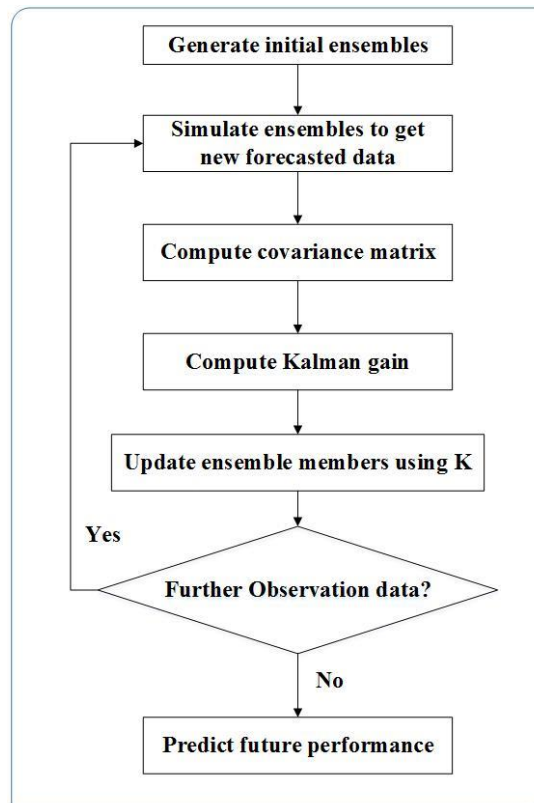 Generate initial ensembles
Simulate ensembles to get
new forecasted data
Compute covariance matrix
Compute Kalman gain
Update ensemble members using K
Yes
Further Observation data?
No
Predict future performance